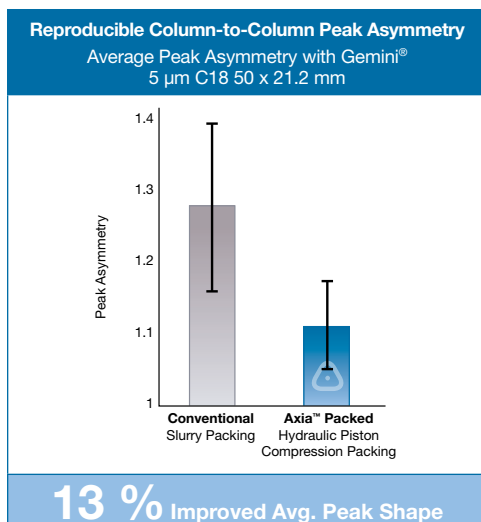 Reproducible Column-to-Column Peak Asymmetry
Average Peak Asymmetry with Gemini®
5 µm C18 50 x 21.2 mm
1.4
1.3
1.2
1.1
1
Peak Asymmetry
Conventional
Slurry Packing
Axia™ Packed
Hydraulic Piston
Compression Packing
13 % Improved Avg. Peak Shape